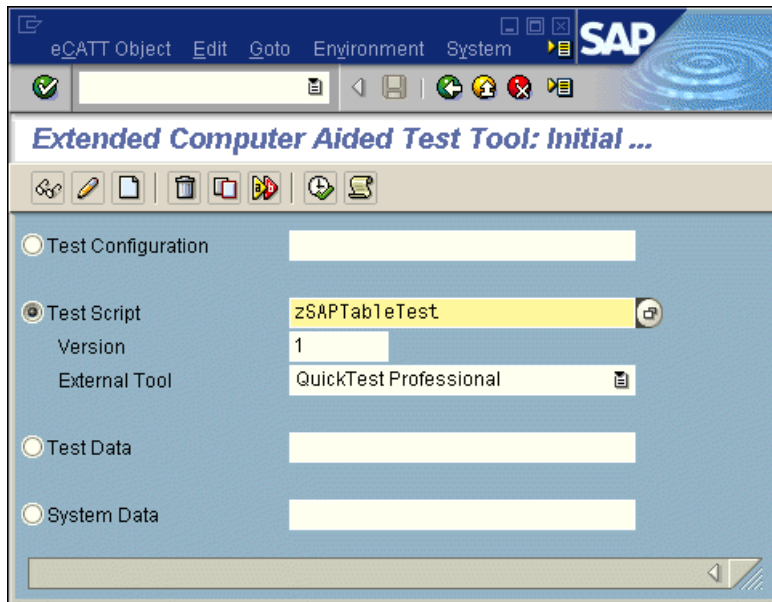 eCATT Object Edit Goto Environment System SAP
Extended Computer Aided Test Tool: Initial ...
Test Configuration
Test Script zSAPTableTest
Version 1
External Tool QuickTest Professional
Test Data
System Data